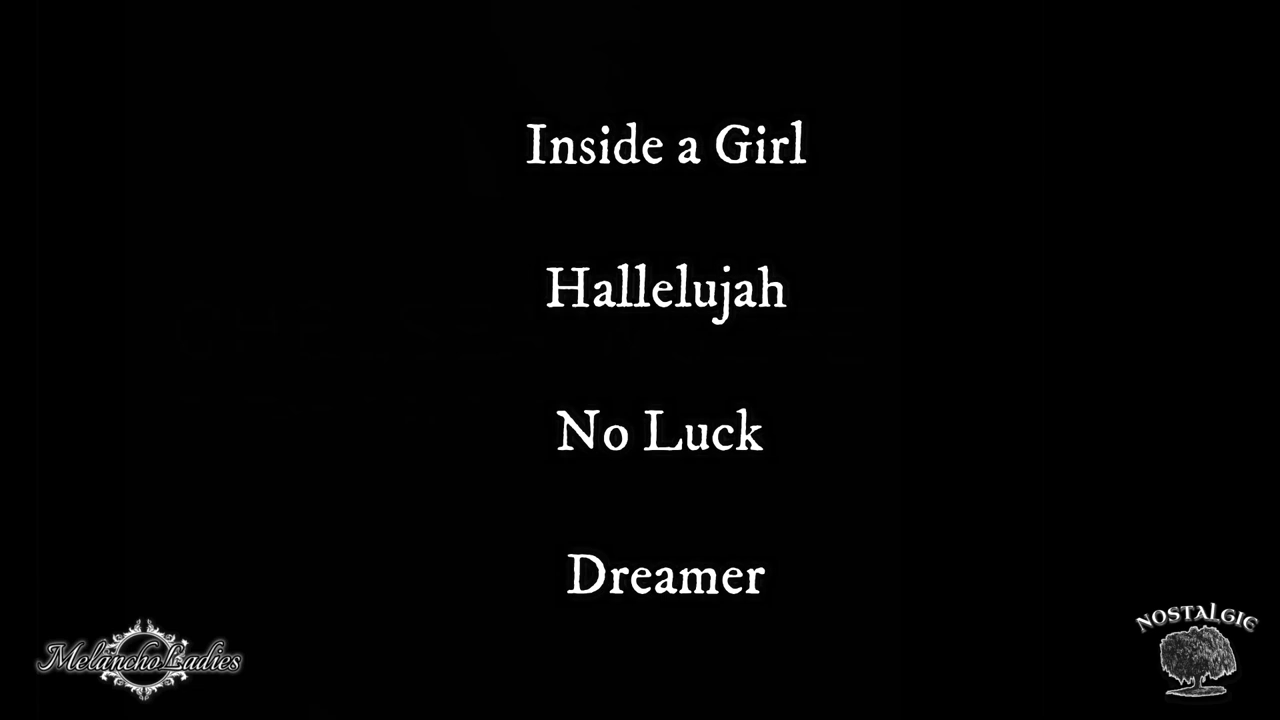 Inside a Girl
Hallelujah
No Luck
Dreamer
MelanchoLadies
NOSTALGIE